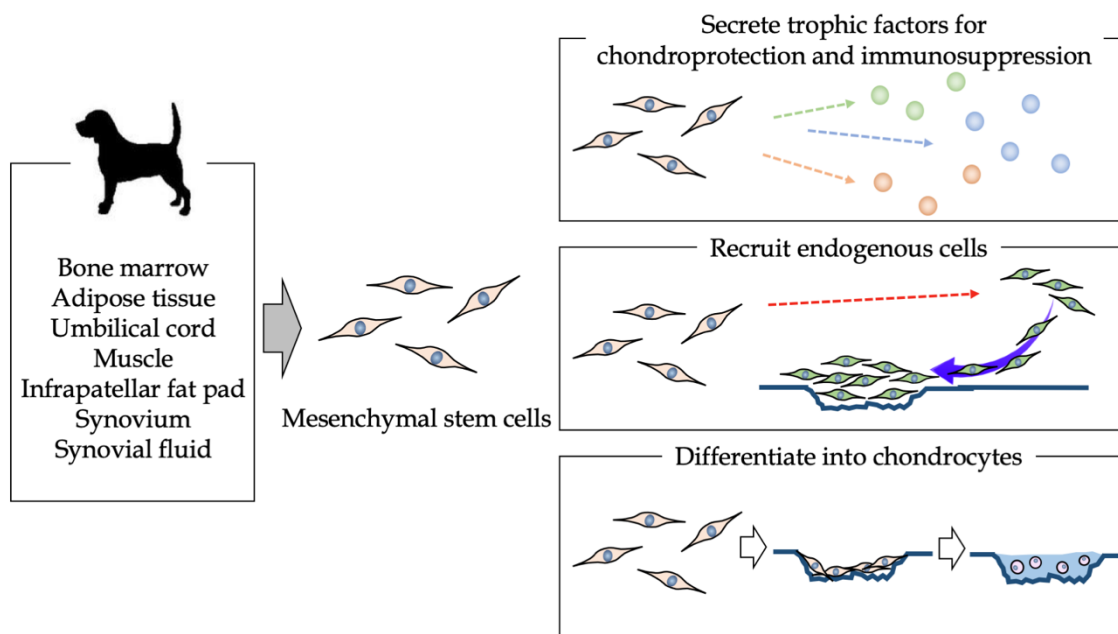 Bone marrow
Adipose tissue
Umbilical cord
Muscle
Infrapatellar fat pad
Synovium
Synovial fluid
Mesenchymal stem cells
Secrete trophic factors for
chondroprotection and immunosuppression
Recruit endogenous cells
Differentiate into chondrocytes